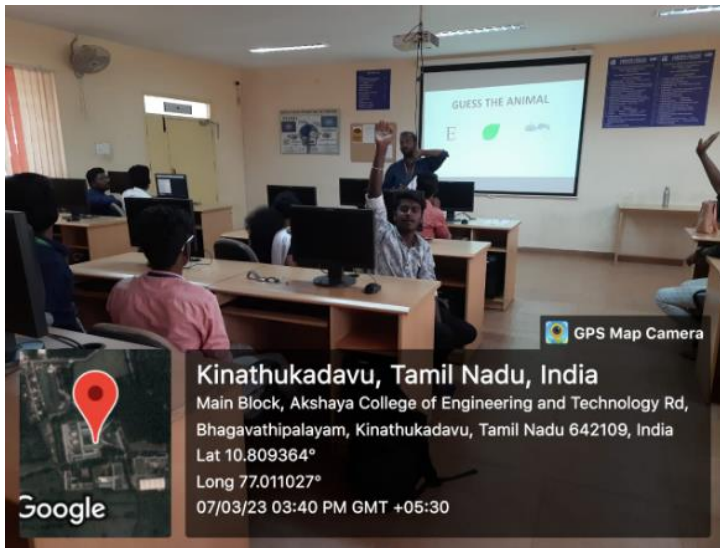 GUESS THE ANIMAL
E
GPS Map Camera
Kinathukadavu, Tamil Nadu, India
Main Block, Akshaya College of Engineering and Technology Rd,
Bhagavathipalayam, Kinathukadavu, Tamil Nadu 642109, India
Lat 10.809364°
Long 77.011027°
07/03/23 03:40 PM GMT +05:30
Google